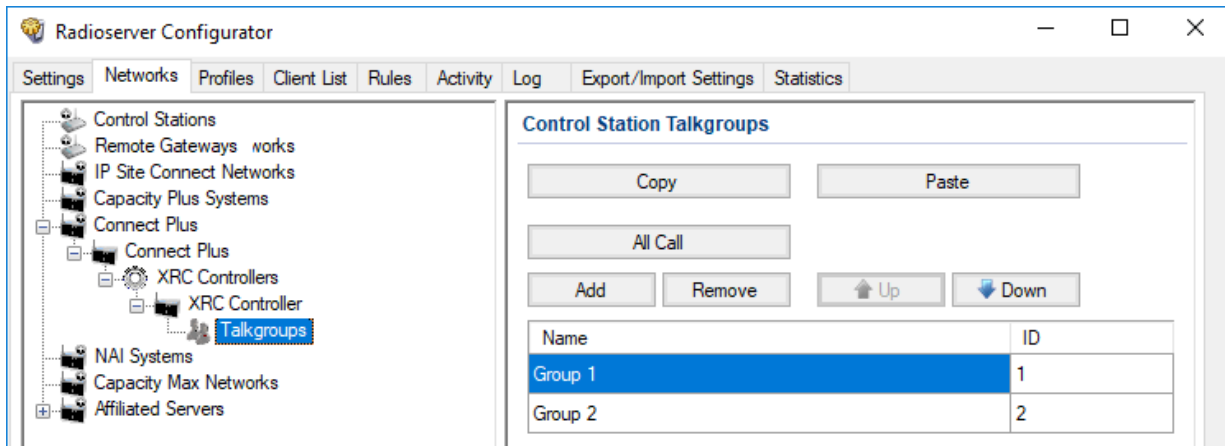 Radioserver Configurator
Settings Networks Profiles Client List Rules Activity Log Export/Import Settings Statistics
Control Stations
Remote Gateways works
IP Site Connect Networks
Capacity Plus Systems
Connect Plus
Connect Plus
XRC Controllers
XRC Controller
Talkgroups
NAI Systems
Capacity Max Networks
Affiliated Servers
Control Station Talkgroups
Copy Paste
All Call
Add Remove Up Down
Name ID
Group 1 1
Group 2 2